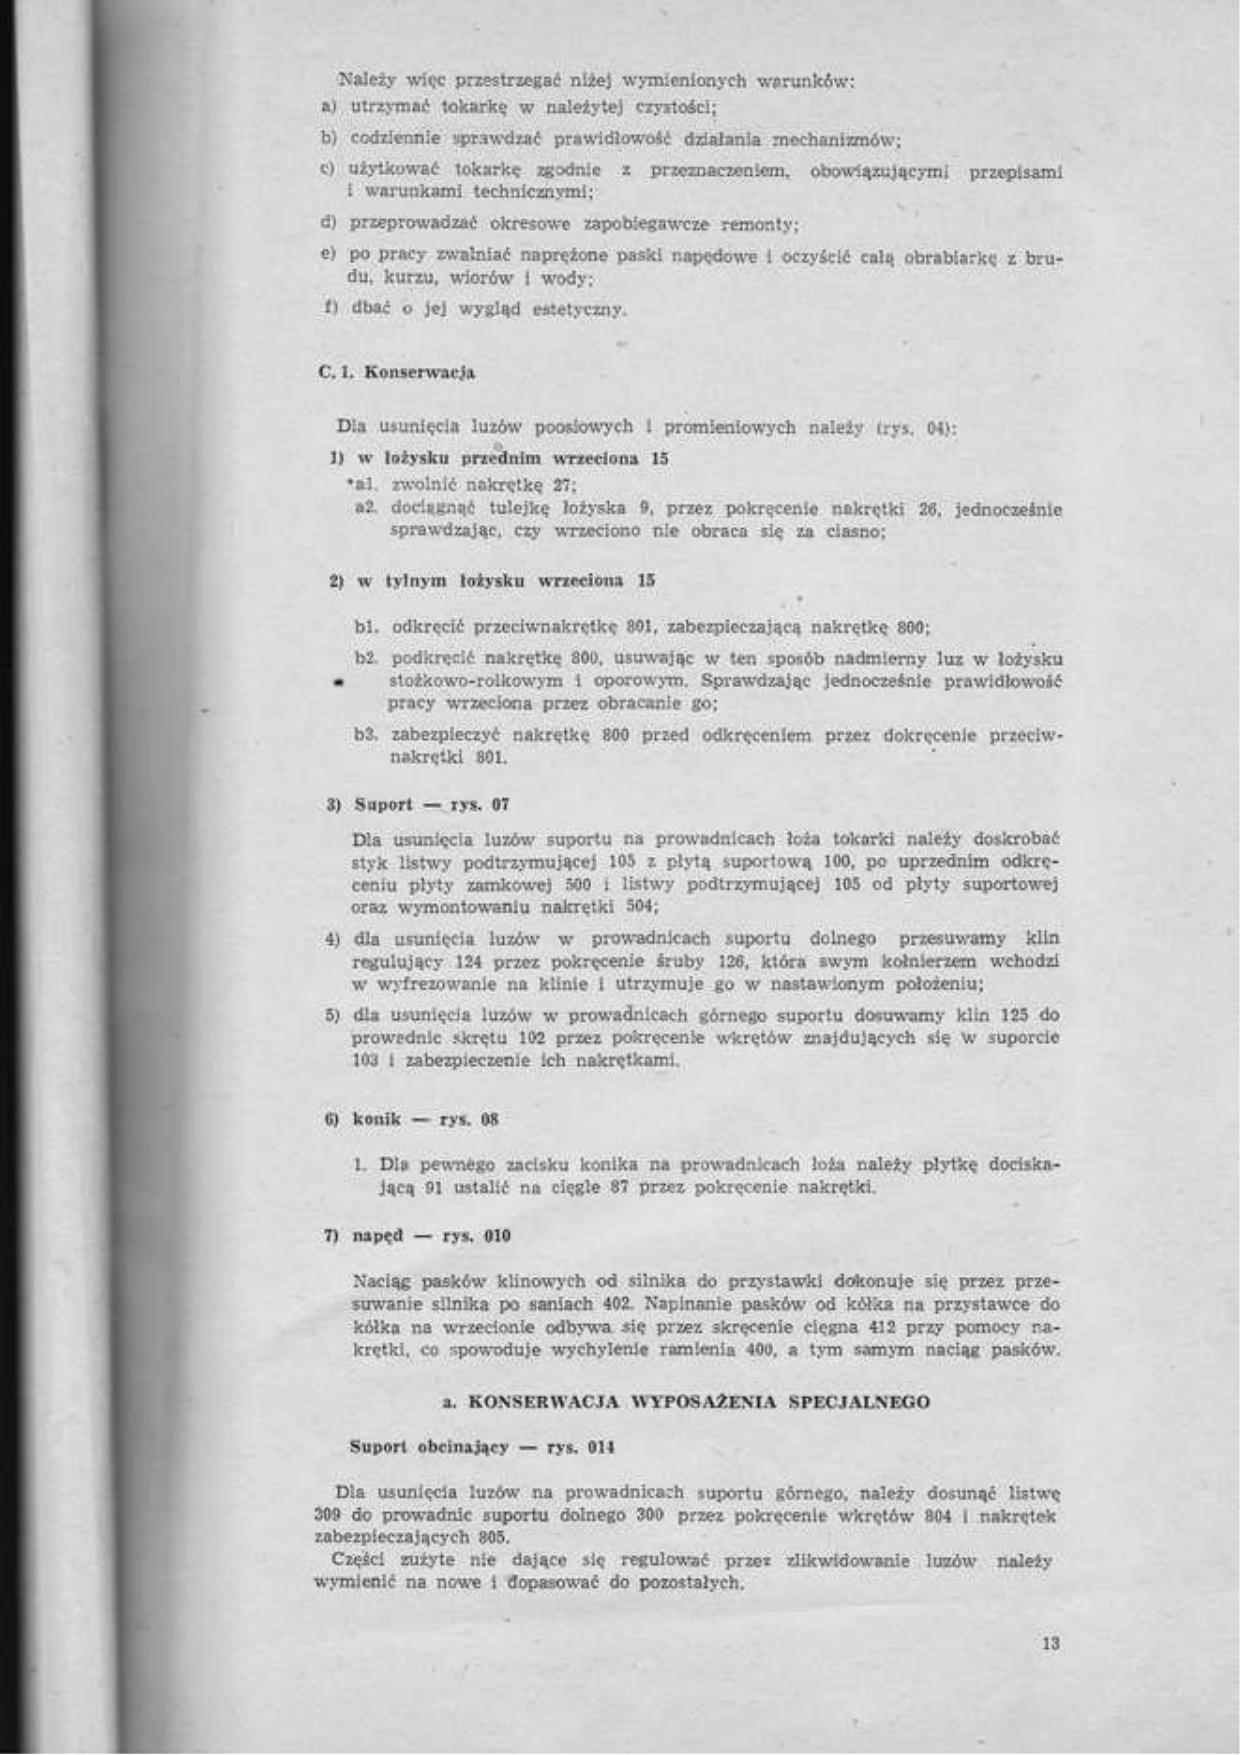 Należy więc przestrzegać niżej wymienionych warunków:
a) utrzymać tokarkę w należytej czystości;
b) codziennie sprawdzać prawidłowość działania mechanizmów;
c) użytkować tokarkę zgodnie z przeznaczeniem, obowiązującymi przepisami
i warunkami technicznymi;
d) przeprowadzać okresowe zapobiegawcze remonty;
e) po pracy zwalniać naprężone paski napędowe i oczyścić całą obrabiarkę z bru-
du, kurzu, wiórów i wody;
f) dbać o jej wygląd estetyczny.
C. 1. Konserwacja
Dla usunięcia luzów poosiowych i promieniowych należy (rys. 04):
1) w łożysku przednim wrzeciona 15
*a1. zwolnić nakrętkę 27;
a2. dociągnąć tulejkę łożyska 9, przez pokręcenie nakrętki 26, jednocześnie
sprawdzając, czy wrzeciono nie obraca się za ciasno;
2) w tylnym łożysku wrzeciona 15
b1. odkręcić przeciwnakrętkę 801, zabezpieczającą nakrętkę 800;
b2. podkręcić nakrętkę 800, usuwając w ten sposób nadmierny luz w łożysku
stożkowo-rolkowym i oporowym. Sprawdzając jednocześnie prawidłowość
pracy wrzeciona przez obracanie go;
b3. zabezpieczyć nakrętkę 800 przed odkręceniem przez dokręcenie przeciw-
nakrętki 801.
3) Suport — rys. 07
Dla usunięcia luzów suportu na prowadnicach łoża tokarki należy doskrobać
styk listwy podtrzymującej 105 z płytą suportową 100, po uprzednim odkrę-
ceniu płyty zamkowej 500 i listwy podtrzymującej 105 od płyty suportowej
oraz wymontowaniu nakrętki 504;
4) dla usunięcia luzów w prowadnicach suportu dolnego przesuwamy klin
regulujący 124 przez pokręcenie śruby 126, która swym kołnierzem wchodzi
w wyfrezowanie na klinie i utrzymuje go w nastawionym położeniu;
5) dla usunięcia luzów w prowadnicach górnego suportu dosuwamy klin 125 do
prowadnic skrętu 102 przez pokręcenie wkrętów znajdujących się w suporcie
103 i zabezpieczenie ich nakrętkami.
6) konik — rys. 08
1. Dla pewnego zacisku konika na prowadnicach łoża należy płytkę dociska-
jącą 91 ustalić na cięgle 87 przez pokręcenie nakrętki.
7) napęd — rys. 010
Naciąg pasków klinowych od silnika do przystawki dokonuje się przez prze-
suwanie silnika po saniach 402. Napinanie pasków od kółka na przystawce do
kółka na wrzecionie odbywa się przez skręcenie cięgna 412 przy pomocy na-
krętki, co spowoduje wychylenie ramienia 400, a tym samym naciąg pasków.
a. KONSERWACJA WYPOSAŻENIA SPECJALNEGO
Suport obcinający — rys. 014
Dla usunięcia luzów na prowadnicach suportu górnego, należy dosunąć listwę
309 do prowadnic suportu dolnego 300 przez pokręcenie wkrętów 804 i nakrętek
zabezpieczających 805.
Części zużyte nie dające się regulować przez zlikwidowanie luzów należy
wymienić na nowe i dopasować do pozostałych.
13